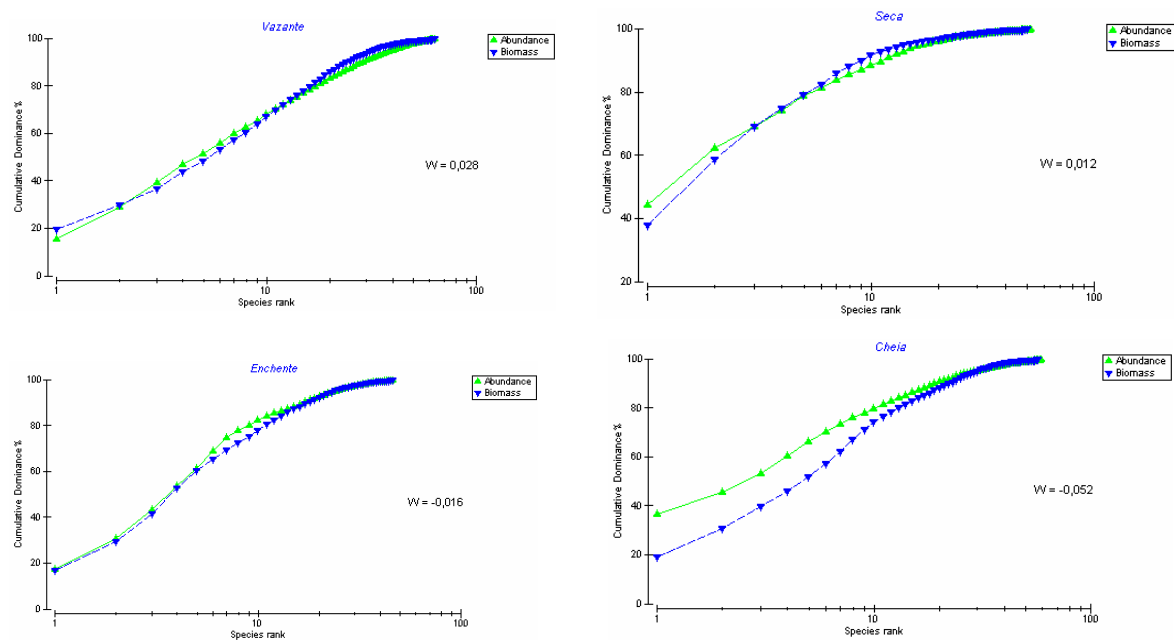 Vazante
Abundance
Biomass
100
80
60
40
20
0
Cumulative Dominance %
W = 0,028
1
10
100
Species rank
Seca
Abundance
Biomass
100
80
60
40
20
Cumulative Dominance %
W = 0,012
1
10
100
Species rank
Enchente
Abundance
Biomass
100
80
60
40
20
0
Cumulative Dominance %
W = -0,016
1
10
100
Species rank
Cheia
Abundance
Biomass
100
80
60
40
20
0
Cumulative Dominance %
W = -0,052
1
10
100
Species rank